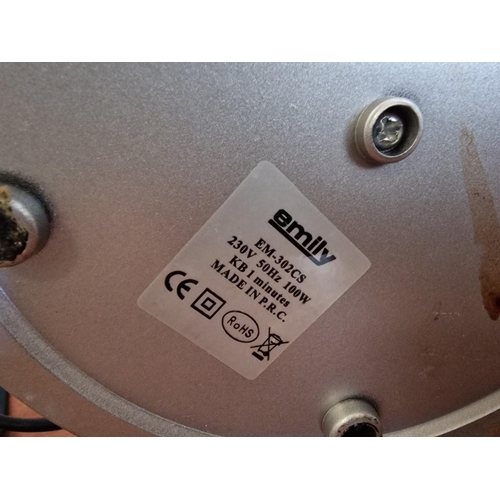 emily
EM-302CS
230V 50Hz 100W
KB 1 minutes
MADE IN P.R.C.
CE
RoHS